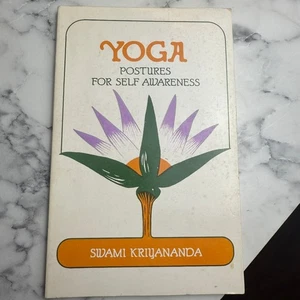 YOGA
POSTURES
FOR SELF AWARENESS
SWAMI KRIYANANDA